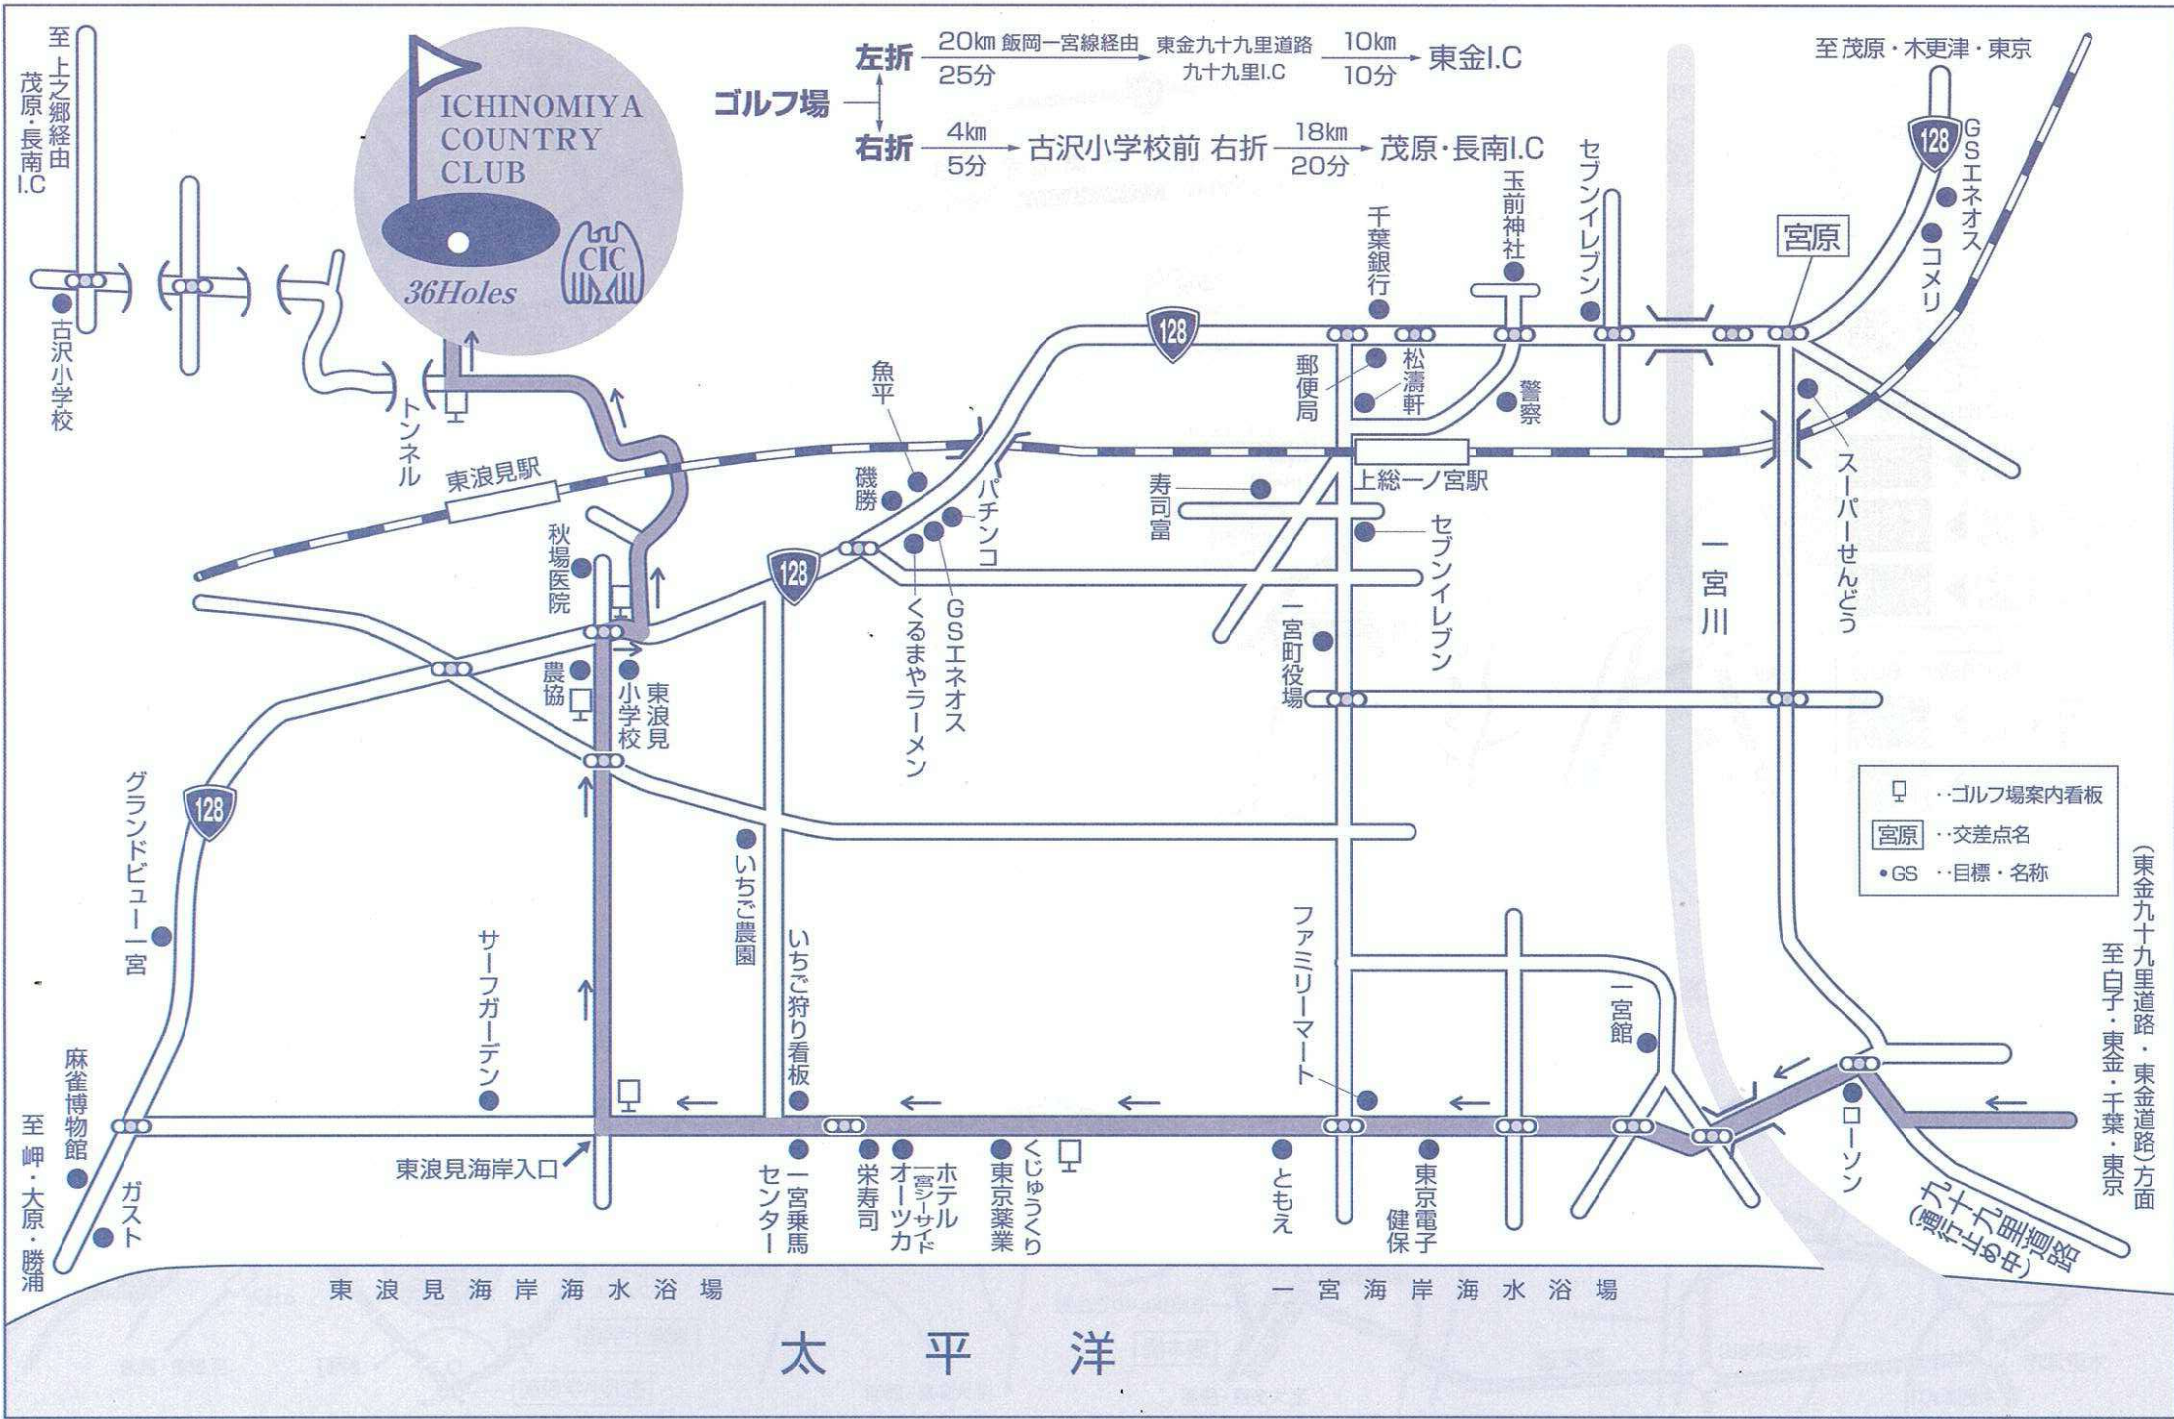 至 上之郷経由
茂原・長南I.C
ICHINOMIYA
COUNTRY
CLUB
36Holes
CIC
ゴルフ場
左折
20km 飯岡一宮線経由
25分
東金九十九里道路
九十九里I.C
10km
10分
東金I.C
右折
4km
5分
古沢小学校前 右折
18km
20分
茂原・長南I.C
至 茂原・木更津・東京
128
GSエネオス
コメリ
宮原
セブンイレブン
玉前神社
千葉銀行
128
郵便局
松濤軒
警察
スーパーせんどう
古沢小学校
トンネル
魚平
磯勝
パチンコ
東浪見駅
上総一ノ宮駅
寿司富
セブンイレブン
一宮川
秋場医院
128
くるまやラーメン
GSエネオス
一宮町役場
農協
東浪見
小学校
128
グランドビュー一宮
いちご農園
サーフガーデン
いちご狩り看板
ファミリーマート
一宮館
‥ゴルフ場案内看板
宮原 ‥交差点名
●GS ‥目標・名称
(東金九十九里道路・東金道路)方面
至 白子・東金・千葉・東京
麻雀博物館
ガスト
至 岬・大原・勝浦
東浪見海岸入口
一宮乗馬
センター
栄寿司
ホテル
一宮シーサイド
オーツカ
くじゅうくり
東京薬業
ともえ
東京電子
健保
ローソン
九十九里道路
(通行止め中)
東浪見海岸海水浴場
一宮海岸海水浴場
太平洋